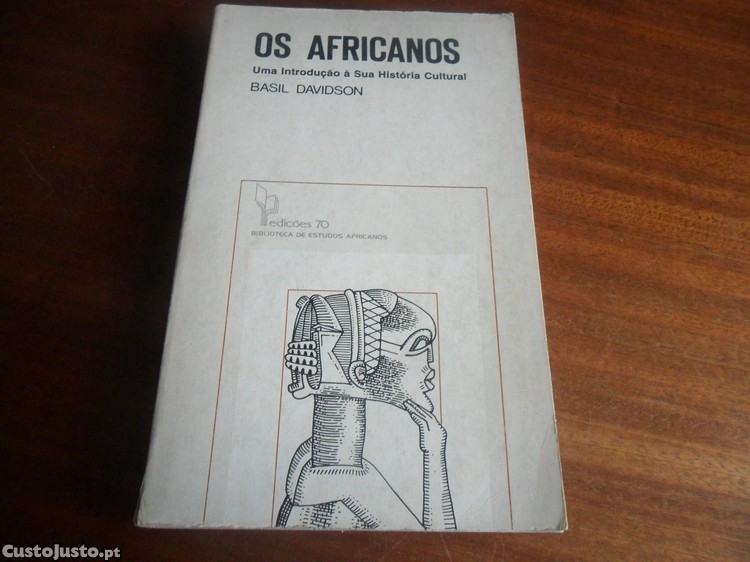 OS AFRICANOS
Uma Introdução à Sua História Cultural
BASIL DAVIDSON
edições 70
BIBLIOTECA DE ESTUDOS AFRICANOS
CustoJusto.pt